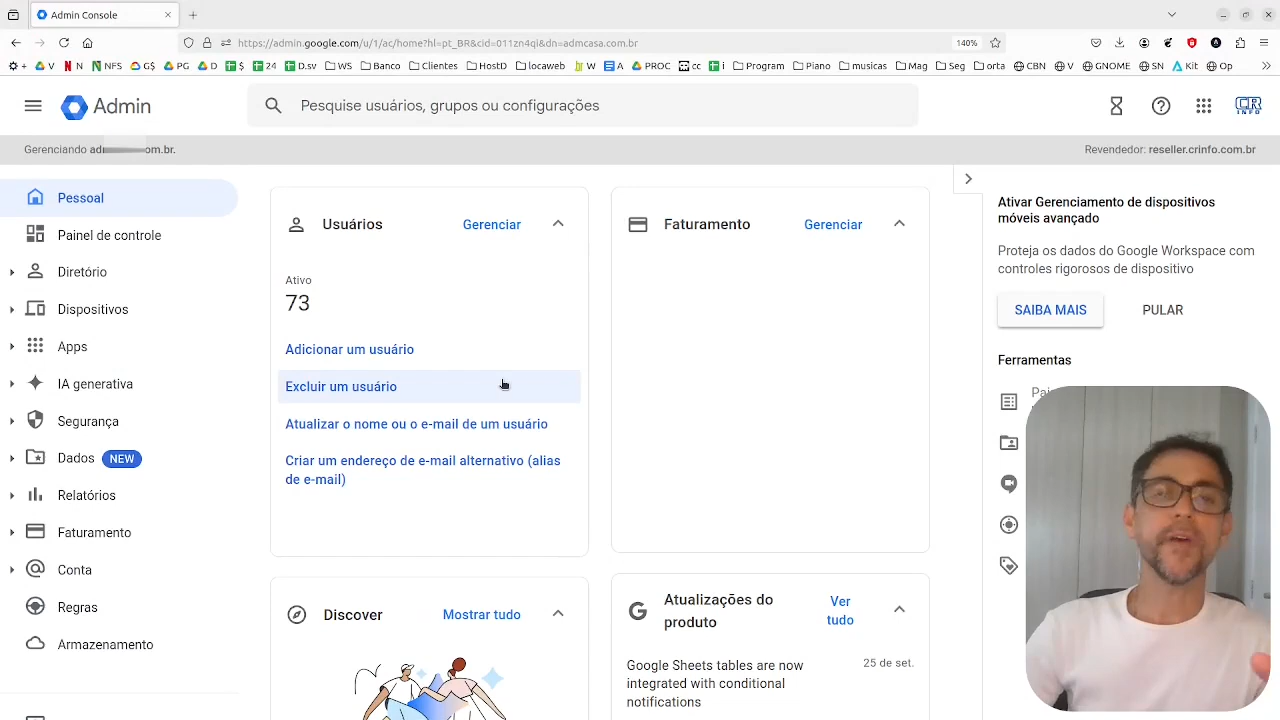 Admin Console
https://admin.google.com/u/1/ac/home?hl=pt_BR&cid=011zn4qi&dn=admcasa.com.br
140%
V N NFS G$ PG D $ 24 D.sv WS Banco Clientes HostD locaweb W A PROC cc i Program Piano musicas Mag Seg orta CBN V GNOME SN Kit Op
Admin
Pesquise usuários, grupos ou configurações
CR
INFO
Gerenciando om.br.
Revendedor: reseller.crinfo.com.br
Pessoal
Painel de controle
Diretório
Dispositivos
Apps
IA generativa
Segurança
Dados NEW
Relatórios
Faturamento
Conta
Regras
Armazenamento
Usuários
Gerenciar
Ativo
73
Adicionar um usuário
Excluir um usuário
Atualizar o nome ou o e-mail de um usuário
Criar um endereço de e-mail alternativo (alias
de e-mail)
Faturamento
Gerenciar
Discover
Mostrar tudo
Atualizações do
produto
Ver
tudo
Google Sheets tables are now
integrated with conditional
notifications
25 de set.
Ativar Gerenciamento de dispositivos
móveis avançado
Proteja os dados do Google Workspace com
controles rigorosos de dispositivo
SAIBA MAIS
PULAR
Ferramentas